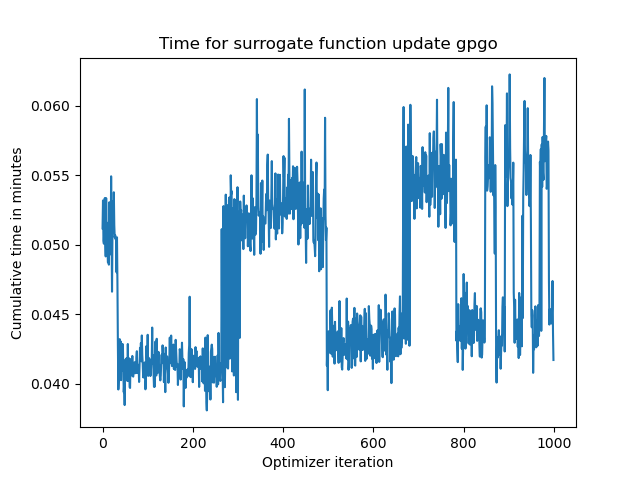 Time for surrogate function update gpgo
Cumulative time in minutes
0.060
0.055
0.050
0.045
0.040
0 200 400 600 800 1000
Optimizer iteration